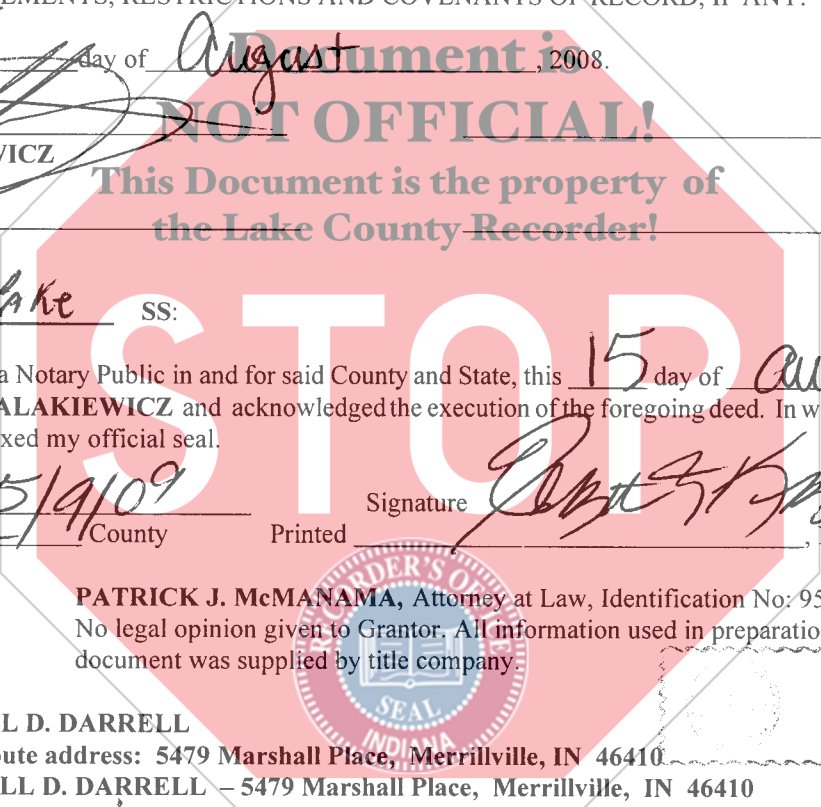 EMENTS, RESTRICTIONS AND COVENANTS OF RECORD, IF ANY.
day of August, 2008.
Document is
NOT OFFICIAL!
WICZ
This Document is the property of
the Lake County Recorder!
Lake SS:
STOP
a Notary Public in and for said County and State, this 15 day of Au
ALAKIEWICZ and acknowledged the execution of the foregoing deed. In w
xed my official seal.
5/9/09
Signature
County Printed
RECORDER'S OFFICE
PATRICK J. McMANAMA, Attorney at Law, Identification No: 95
No legal opinion given to Grantor. All information used in preparatio
document was supplied by title company.
SEAL
INDIANA
L D. DARRELL
ute address: 5479 Marshall Place, Merrillville, IN 46410
LL D. DARRELL – 5479 Marshall Place, Merrillville, IN 46410